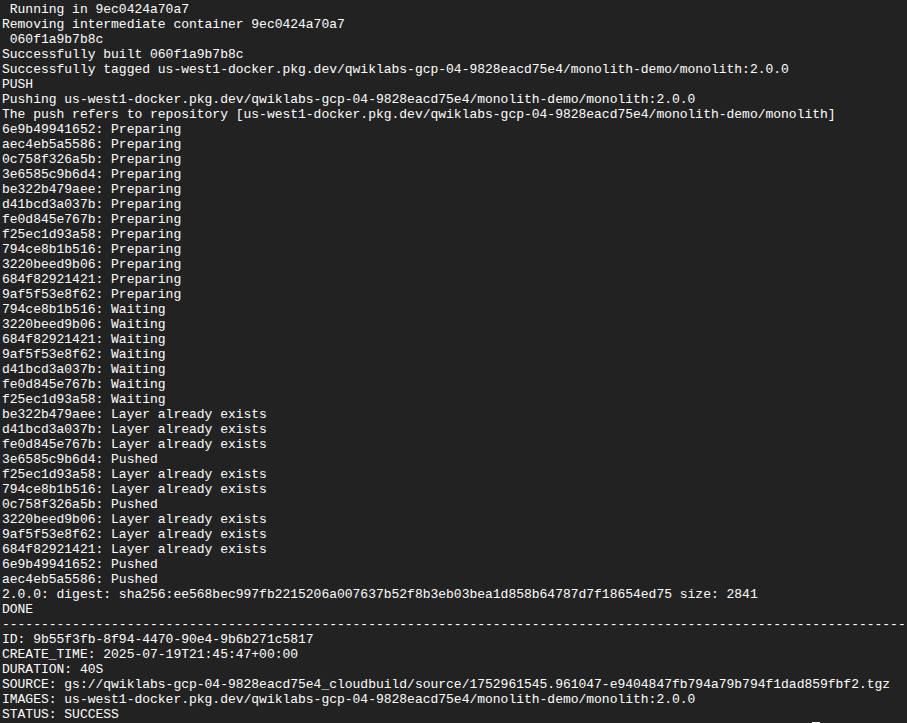 Running in 9ec0424a70a7
Removing intermediate container 9ec0424a70a7
060f1a9b7b8c
Successfully built 060f1a9b7b8c
Successfully tagged us-west1-docker.pkg.dev/qwiklabs-gcp-04-9828eacd75e4/monolith-demo/monolith:2.0.0
PUSH
Pushing us-west1-docker.pkg.dev/qwiklabs-gcp-04-9828eacd75e4/monolith-demo/monolith:2.0.0
The push refers to repository [us-west1-docker.pkg.dev/qwiklabs-gcp-04-9828eacd75e4/monolith-demo/monolith]
6e9b49941652: Preparing
aec4eb5a5586: Preparing
0c758f326a5b: Preparing
3e6585c9b6d4: Preparing
be322b479aee: Preparing
d41bcd3a037b: Preparing
fe0d845e767b: Preparing
f25ec1d93a58: Preparing
794ce8b1b516: Preparing
3220beed9b06: Preparing
684f82921421: Preparing
9af5f53e8f62: Preparing
794ce8b1b516: Waiting
3220beed9b06: Waiting
684f82921421: Waiting
9af5f53e8f62: Waiting
d41bcd3a037b: Waiting
fe0d845e767b: Waiting
f25ec1d93a58: Waiting
be322b479aee: Layer already exists
d41bcd3a037b: Layer already exists
fe0d845e767b: Layer already exists
3e6585c9b6d4: Pushed
f25ec1d93a58: Layer already exists
794ce8b1b516: Layer already exists
0c758f326a5b: Pushed
3220beed9b06: Layer already exists
9af5f53e8f62: Layer already exists
684f82921421: Layer already exists
6e9b49941652: Pushed
aec4eb5a5586: Pushed
2.0.0: digest: sha256:ee568bec997fb2215206a007637b52f8b3eb03bea1d858b64787d7f18654ed75 size: 2841
DONE
--------------------------------------------------------------------------------------------------------------------
ID: 9b55f3fb-8f94-4470-90e4-9b6b271c5817
CREATE_TIME: 2025-07-19T21:45:47+00:00
DURATION: 40S
SOURCE: gs://qwiklabs-gcp-04-9828eacd75e4_cloudbuild/source/1752961545.961047-e9404847fb794a79b794f1dad859fbf2.tgz
IMAGES: us-west1-docker.pkg.dev/qwiklabs-gcp-04-9828eacd75e4/monolith-demo/monolith:2.0.0
STATUS: SUCCESS